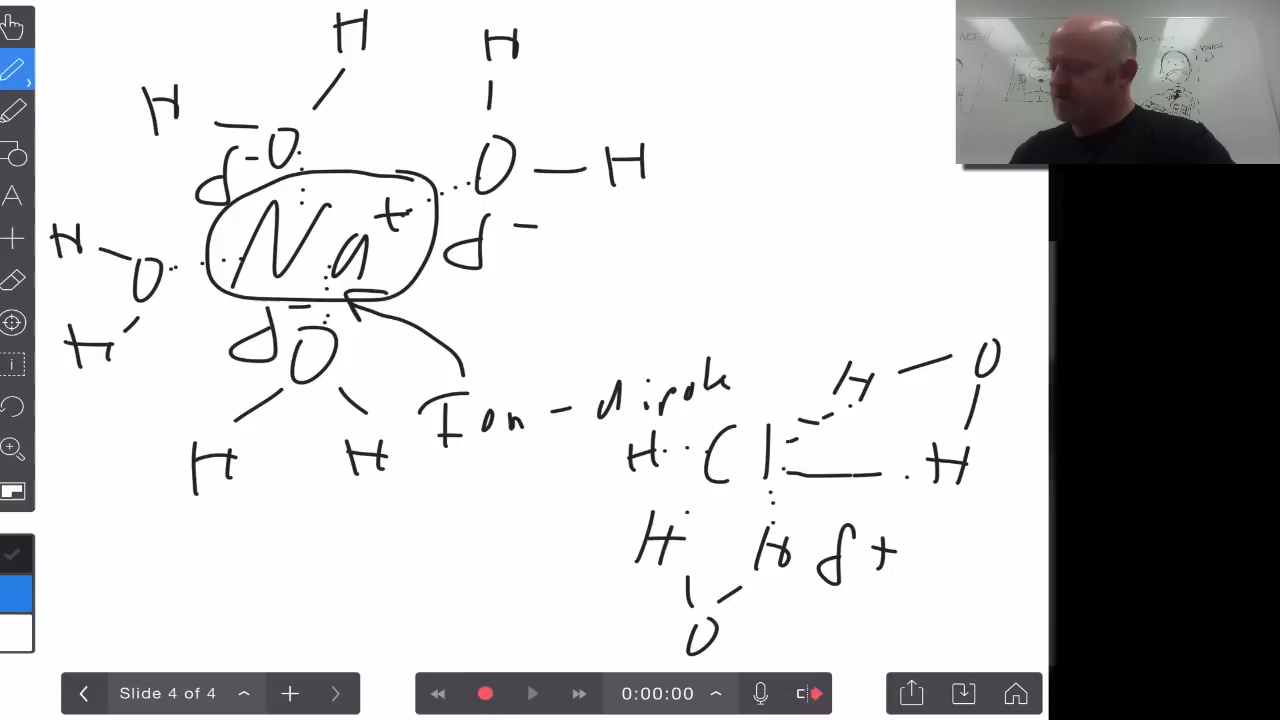 H
H
H
O
δ-
O
H
Na+
δ-
H
O
H
δ-
O
H
H
Ion - dipole
H
O
H
Cl
H
H
H
δ+
O
A
Slide 4 of 4
0:00:00